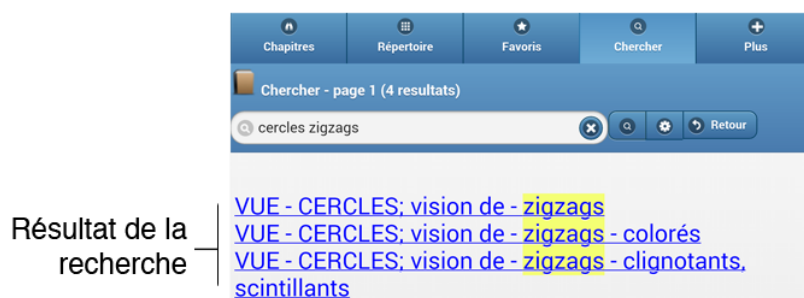 Chapitres Répertoire Favoris Chercher Plus
Chercher - page 1 (4 resultats)
cercles zigzags Retour
VUE - CERCLES; vision de - zigzags
VUE - CERCLES; vision de - zigzags - colorés
VUE - CERCLES; vision de - zigzags - clignotants,
scintillants
Résultat de la
recherche